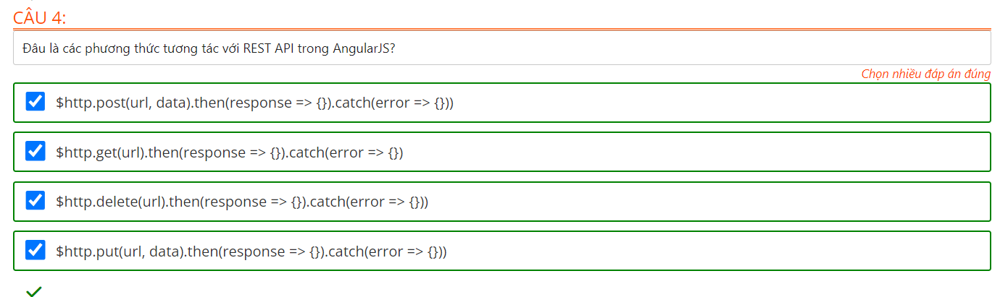 CÂU 4:
Đâu là các phương thức tương tác với REST API trong AngularJS?
Chọn nhiều đáp án đúng
$http.post(url, data).then(response => {}).catch(error => {}))
$http.get(url).then(response => {}).catch(error => {})
$http.delete(url).then(response => {}).catch(error => {}))
$http.put(url, data).then(response => {}).catch(error => {}))